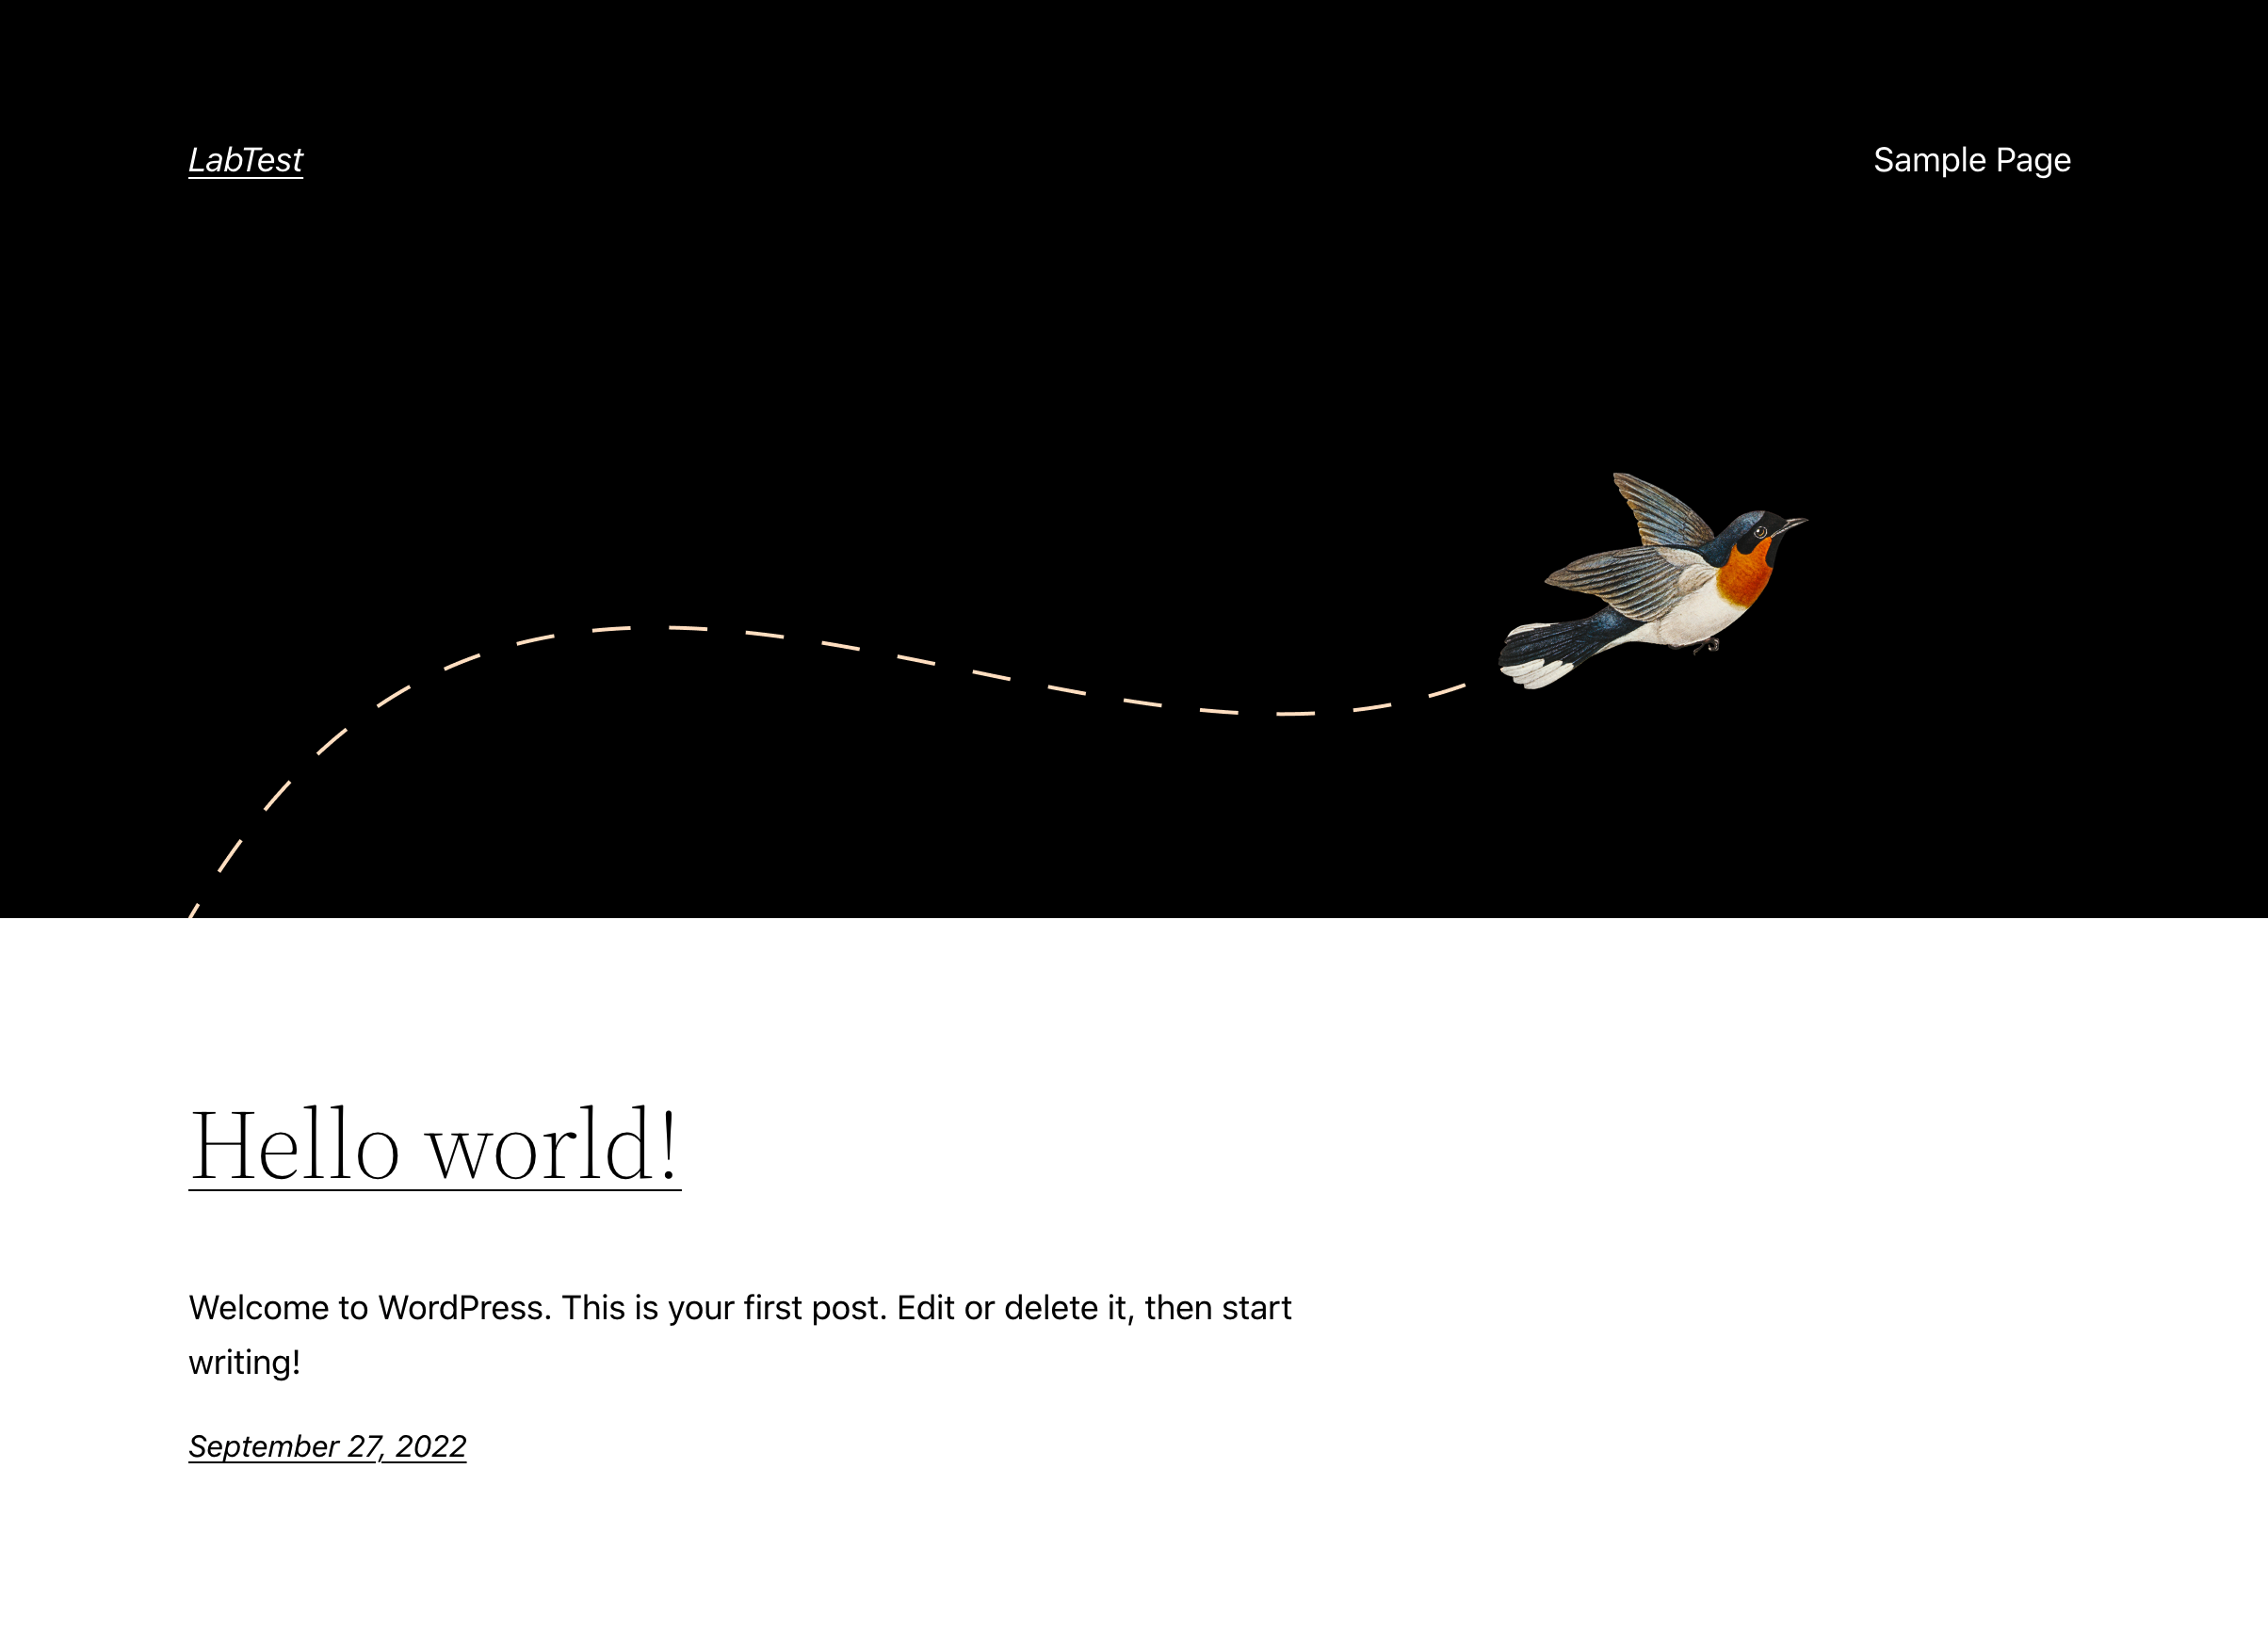 LabTest
Sample Page
Hello world!
Welcome to WordPress. This is your first post. Edit or delete it, then start
writing!
September 27, 2022